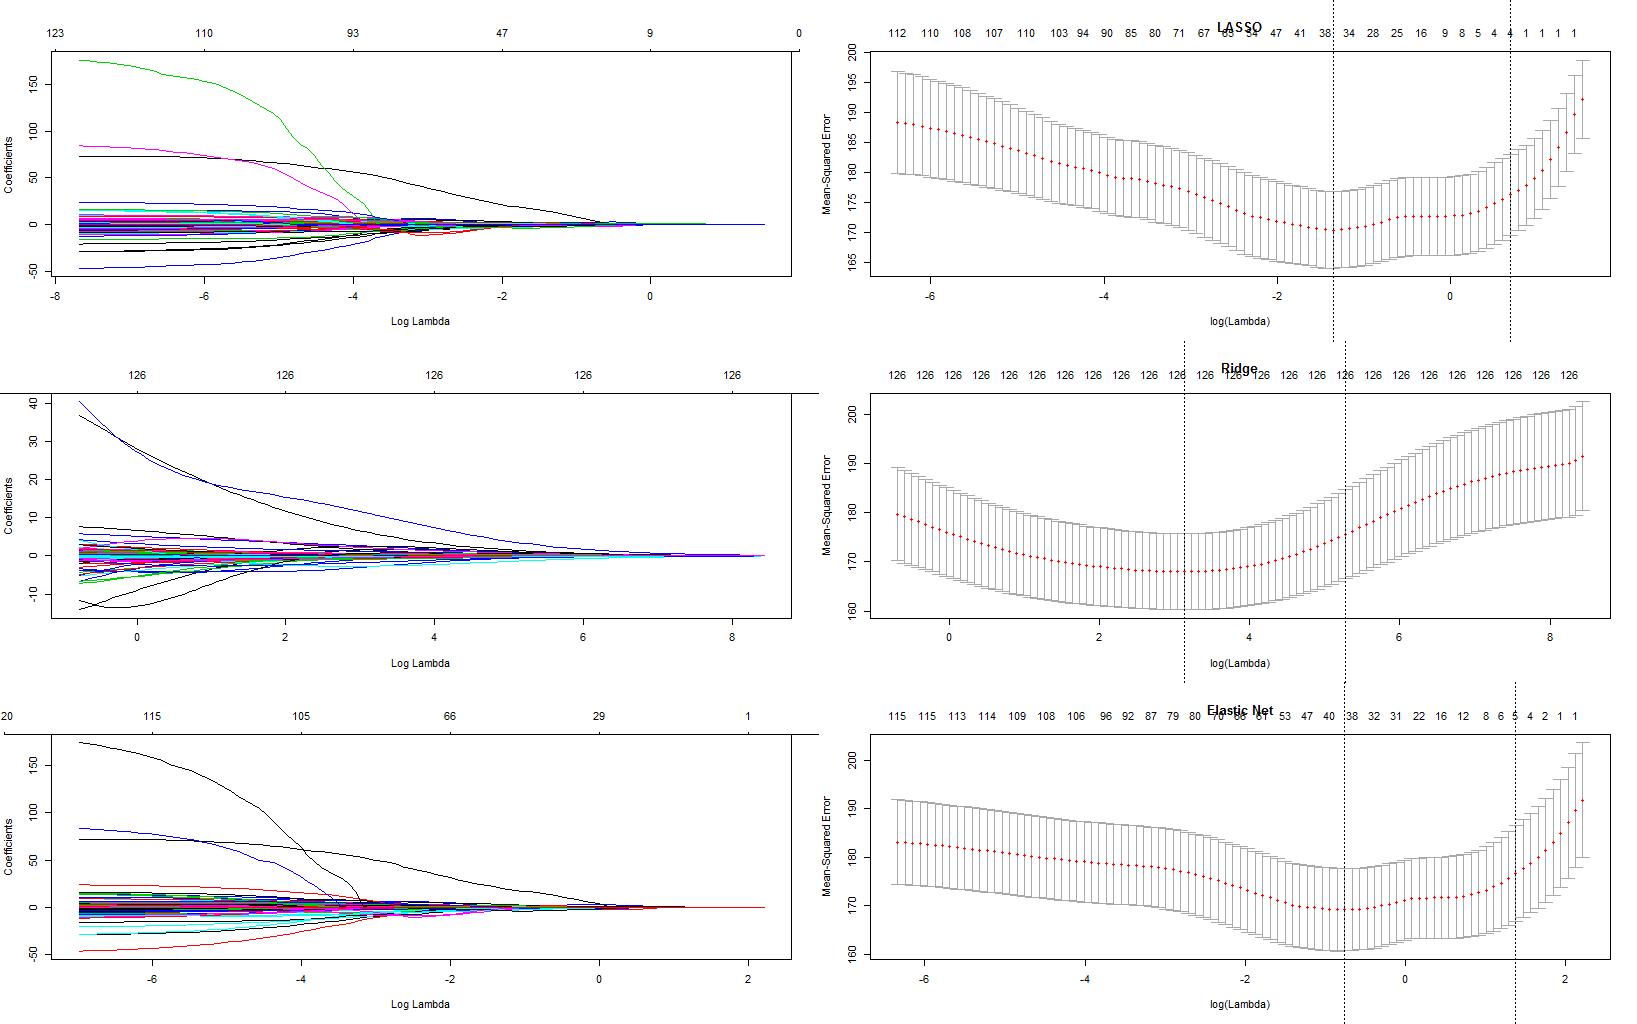 123 110 93 47 9 0
Coefficients
-50 0 50 100 150
-8 -6 -4 -2 0
Log Lambda
LASSO
112 110 108 107 110 103 94 90 85 80 71 67 63 54 47 41 38 34 28 25 16 9 8 5 4 4 1 1 1 1
Mean-Squared Error
165 170 175 180 185 190 195 200
-6 -4 -2 0
log(Lambda)
126 126 126 126 126
Coefficients
-10 0 10 20 30 40
0 2 4 6 8
Log Lambda
Ridge
126 126 126 126 126 126 126 126 126 126 126 126 126 126 126 126 126 126 126 126 126 126 126 126 126
Mean-Squared Error
160 170 180 190 200
0 2 4 6 8
log(Lambda)
20 115 105 66 29 1
Coefficients
-50 0 50 100 150
-6 -4 -2 0 2
Log Lambda
Elastic Net
115 115 113 114 109 108 106 96 92 87 79 80 53 47 40 38 32 31 22 16 12 8 6 5 4 2 1 1
Mean-Squared Error
160 170 180 190 200
-6 -4 -2 0 2
log(Lambda)